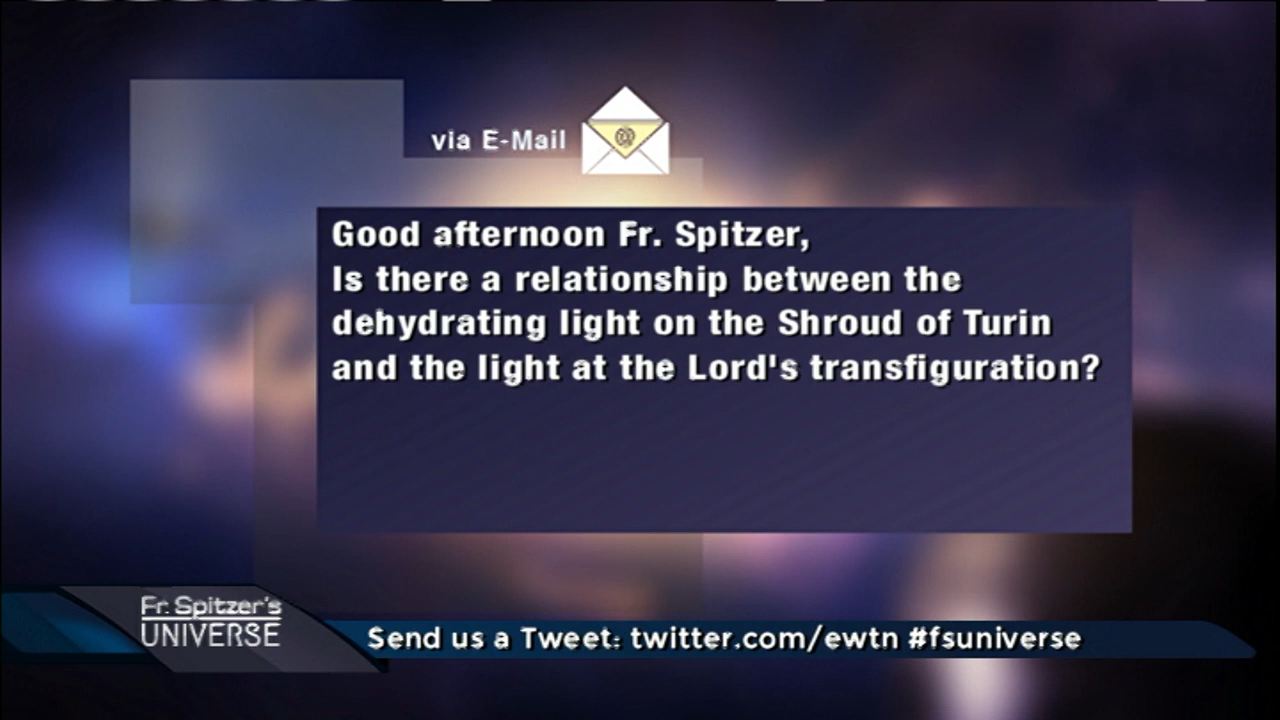 via E-Mail
Good afternoon Fr. Spitzer,
Is there a relationship between the
dehydrating light on the Shroud of Turin
and the light at the Lord's transfiguration?
Fr. Spitzer's
UNIVERSE
Send us a Tweet: twitter.com/ewtn #fsuniverse